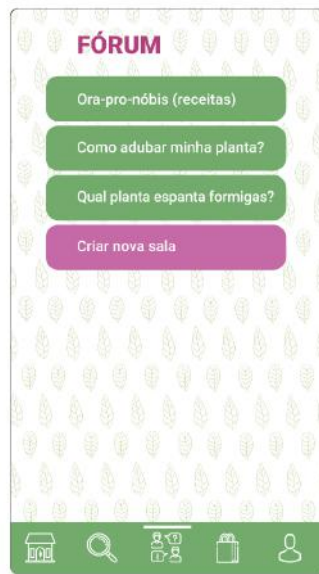 FÓRUM
Ora-pro-nóbis (receitas)
Como adubar minha planta?
Qual planta espanta formigas?
Criar nova sala